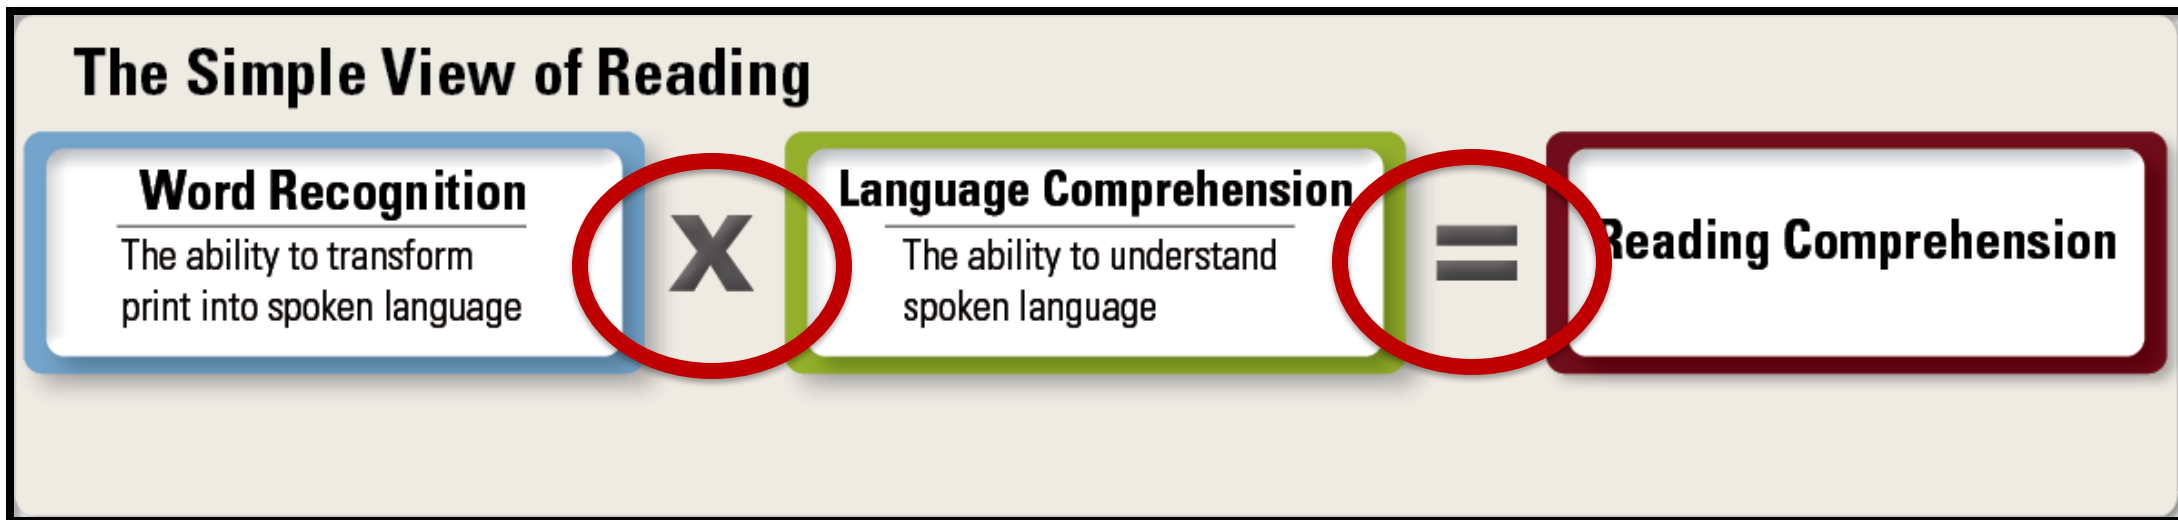 The Simple View of Reading
Word Recognition
The ability to transform
print into spoken language
X
Language Comprehension
The ability to understand
spoken language
=
Reading Comprehension